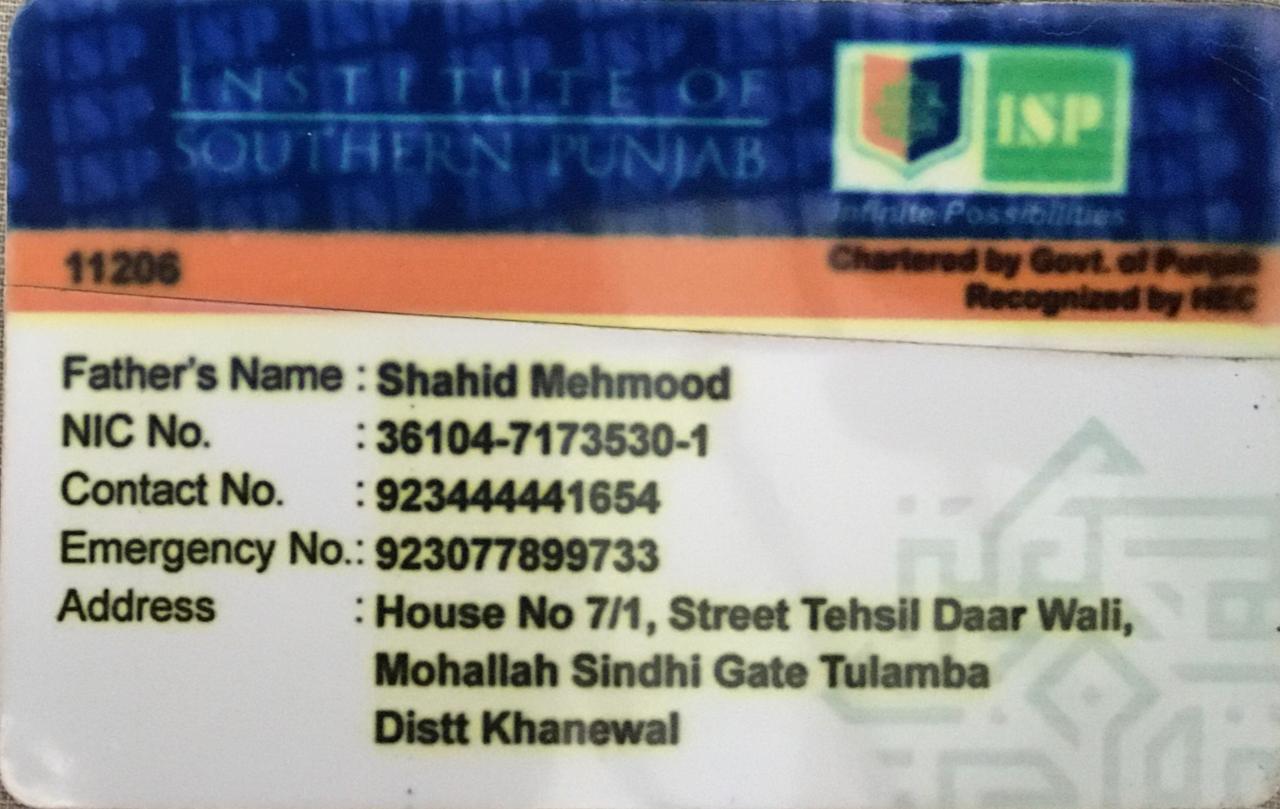 INSTITUTE OF
SOUTHERN PUNJAB
ISP
Infinite Possibilities
11206
Chartered by Govt. of Punjab
Recognized by HEC
Father's Name : Shahid Mehmood
NIC No. : 36104-7173530-1
Contact No. : 923444441654
Emergency No.: 923077899733
Address : House No 7/1, Street Tehsil Daar Wali,
Mohallah Sindhi Gate Tulamba
Distt Khanewal